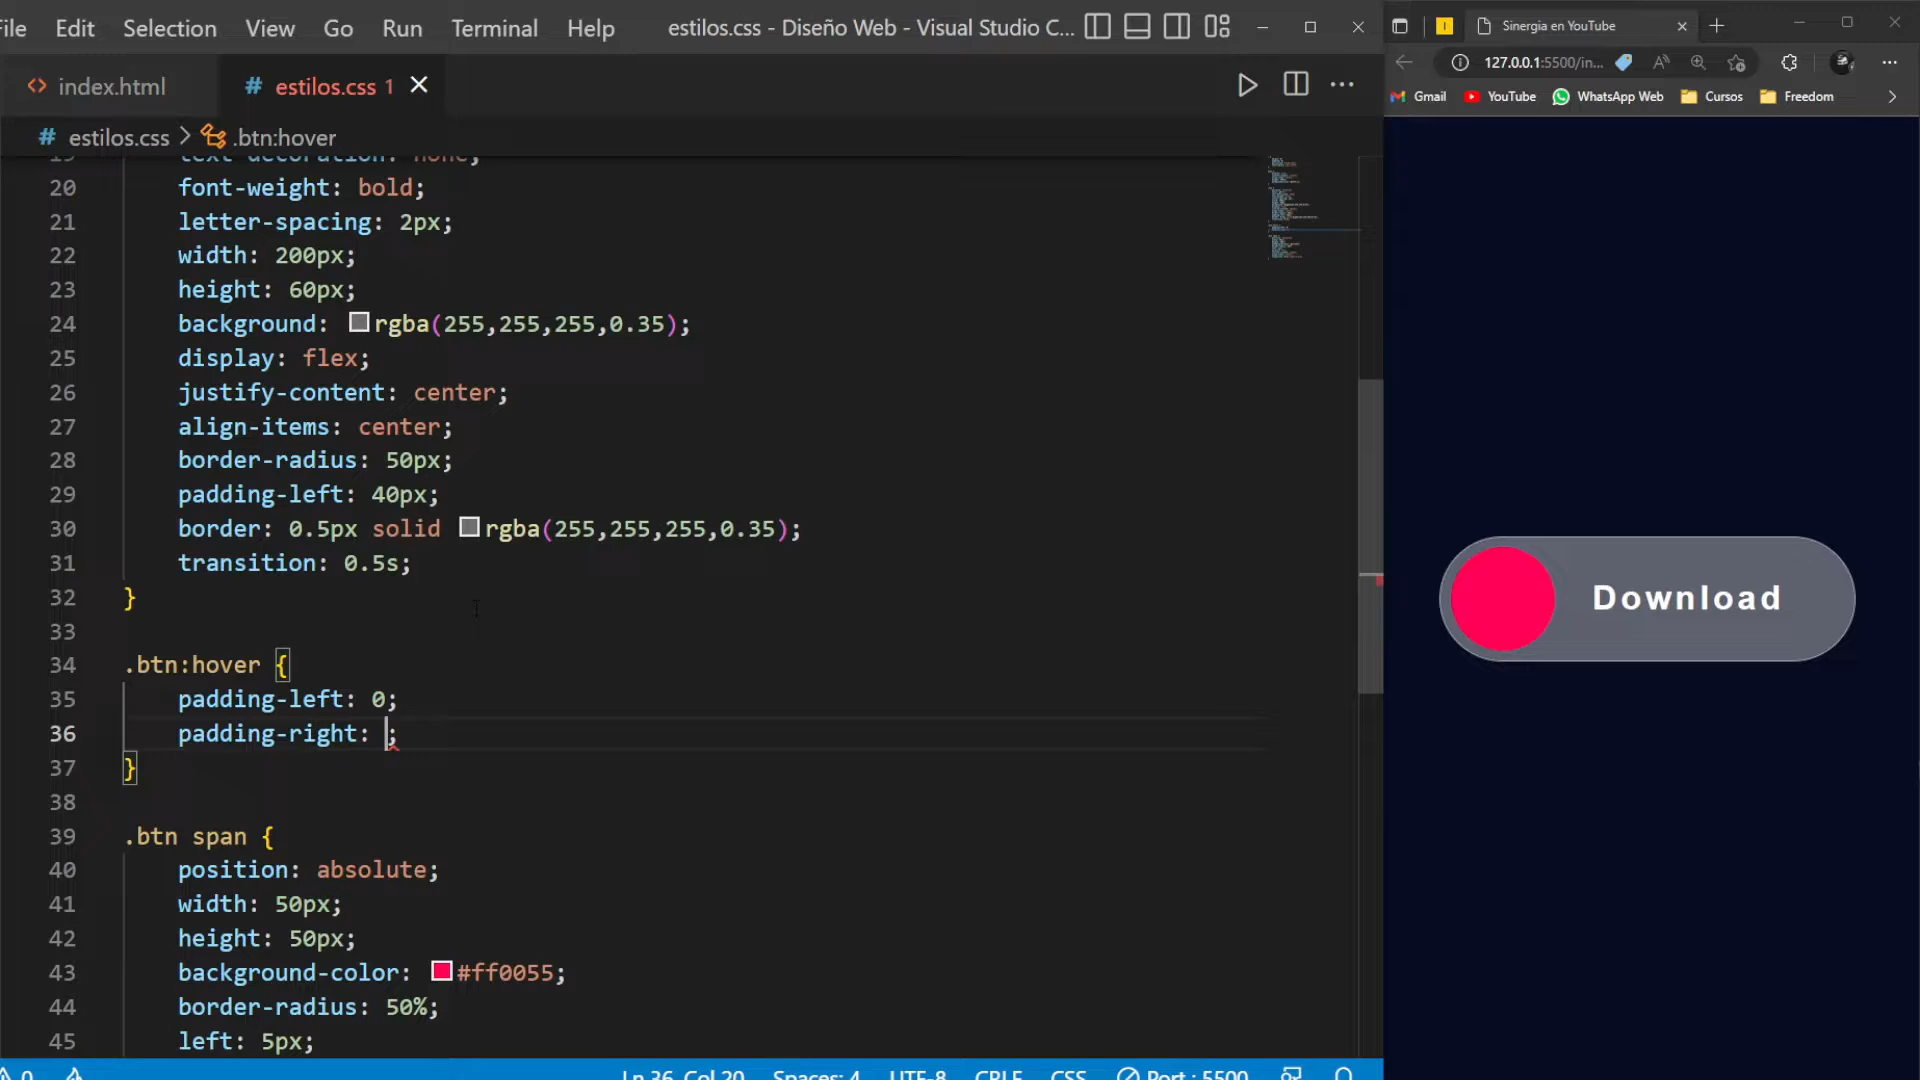 File Edit Selection View Go Run Terminal Help estilos.css - Diseño Web - Visual Studio C...
index.html estilos.css 1
# estilos.css > .btn:hover
19 text-decoration: none;
20 font-weight: bold;
21 letter-spacing: 2px;
22 width: 200px;
23 height: 60px;
24 background: rgba(255,255,255,0.35);
25 display: flex;
26 justify-content: center;
27 align-items: center;
28 border-radius: 50px;
29 padding-left: 40px;
30 border: 0.5px solid rgba(255,255,255,0.35);
31 transition: 0.5s;
32 }
33
34 .btn:hover {
35 padding-left: 0;
36 padding-right: ;
37 }
38
39 .btn span {
40 position: absolute;
41 width: 50px;
42 height: 50px;
43 background-color: #ff0055;
44 border-radius: 50%;
45 left: 5px;
0 Ln 36, Col 20 Spaces: 4 UTF-8 CRLF CSS Port : 5500
Sinergia en YouTube
127.0.0.1:5500/in...
Gmail YouTube WhatsApp Web Cursos Freedom
Download